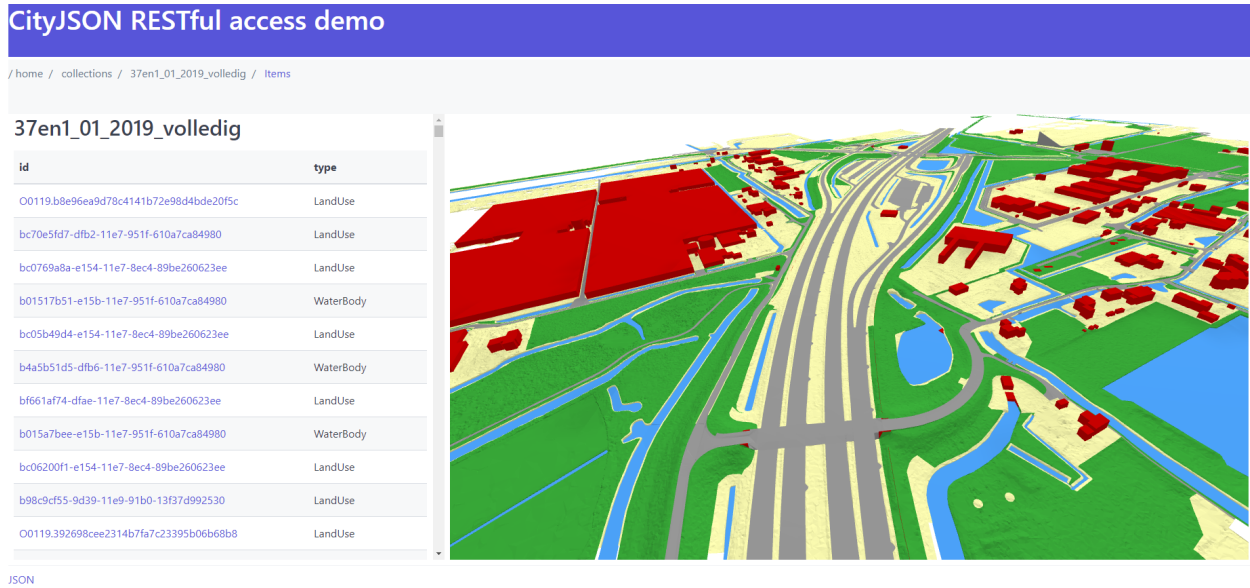 CityJSON RESTful access demo
/ home / collections / 37en1_01_2019_volledig / Items
37en1_01_2019_volledig
id type
O0119.b8e96ea9d78c4141b72e98d4bde20f5c LandUse
bc70e5fd7-dfb2-11e7-951f-610a7ca84980 LandUse
bc0769a8a-e154-11e7-8ec4-89be260623ee LandUse
b01517b51-e15b-11e7-951f-610a7ca84980 WaterBody
bc05b49d4-e154-11e7-8ec4-89be260623ee LandUse
b4a5b51d5-dfb6-11e7-951f-610a7ca84980 WaterBody
bf661af74-dfae-11e7-8ec4-89be260623ee LandUse
b015a7bee-e15b-11e7-951f-610a7ca84980 WaterBody
bc06200f1-e154-11e7-8ec4-89be260623ee LandUse
b98c9cf55-9d39-11e9-91b0-13f37d992530 LandUse
O0119.392698cee2314b7fa7c23395b06b68b8 LandUse
JSON